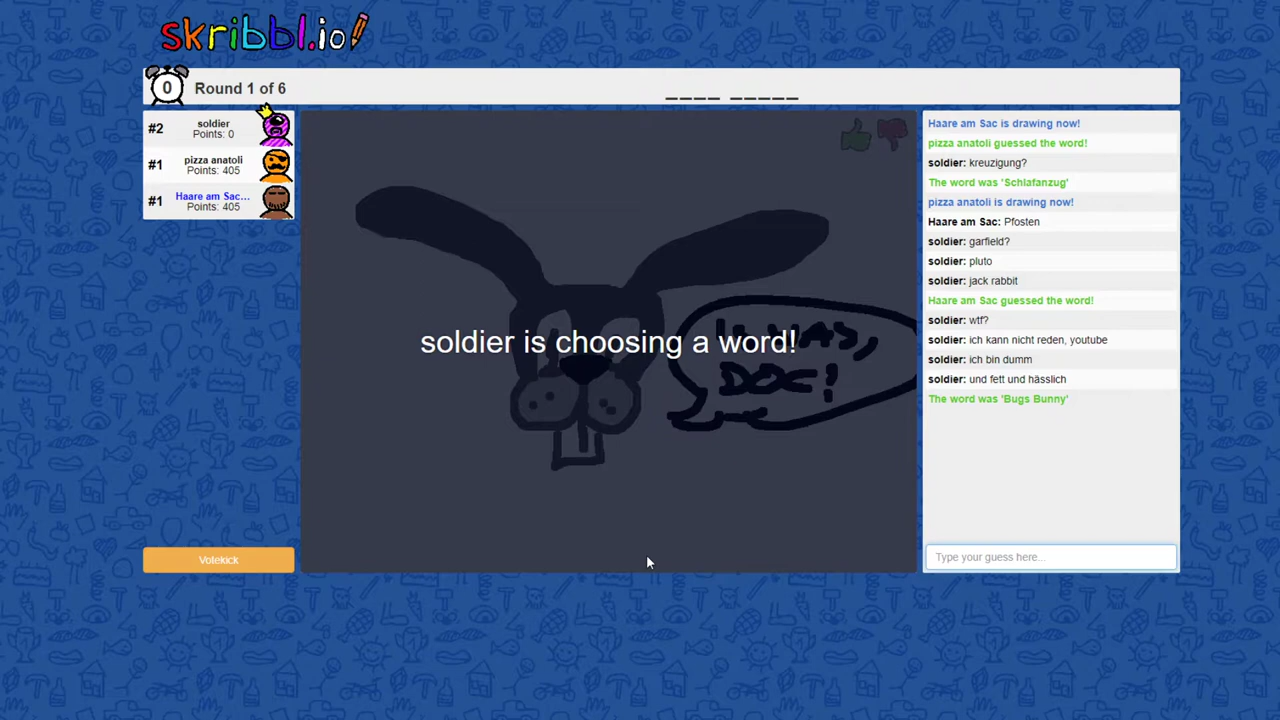 skribbl.io
0
Round 1 of 6
____ _____
#2
soldier
Points: 0
#1
pizza anatoli
Points: 405
#1
Haare am Sac...
Points: 405
Votekick
soldier is choosing a word!
DOC!
Haare am Sac is drawing now!
pizza anatoli guessed the word!
soldier: kreuzigung?
The word was 'Schlafanzug'
pizza anatoli is drawing now!
Haare am Sac: Pfosten
soldier: garfield?
soldier: pluto
soldier: jack rabbit
Haare am Sac guessed the word!
soldier: wtf?
soldier: ich kann nicht reden, youtube
soldier: ich bin dumm
soldier: und fett und hässlich
The word was 'Bugs Bunny'
Type your guess here...